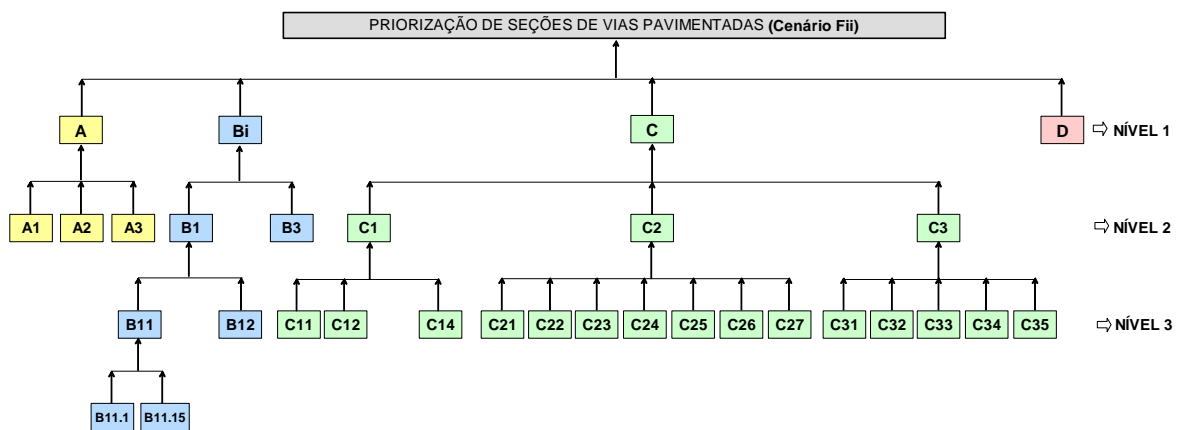 PRIORIZAÇÃO DE SEÇÕES DE VIAS PAVIMENTADAS (Cenário Fii)
A Bi C D ⇨ NÍVEL 1
A1 A2 A3 B1 B3 C1 C2 C3 ⇨ NÍVEL 2
B11 B12 C11 C12 C14 C21 C22 C23 C24 C25 C26 C27 C31 C32 C33 C34 C35 ⇨ NÍVEL 3
B11.1 B11.15